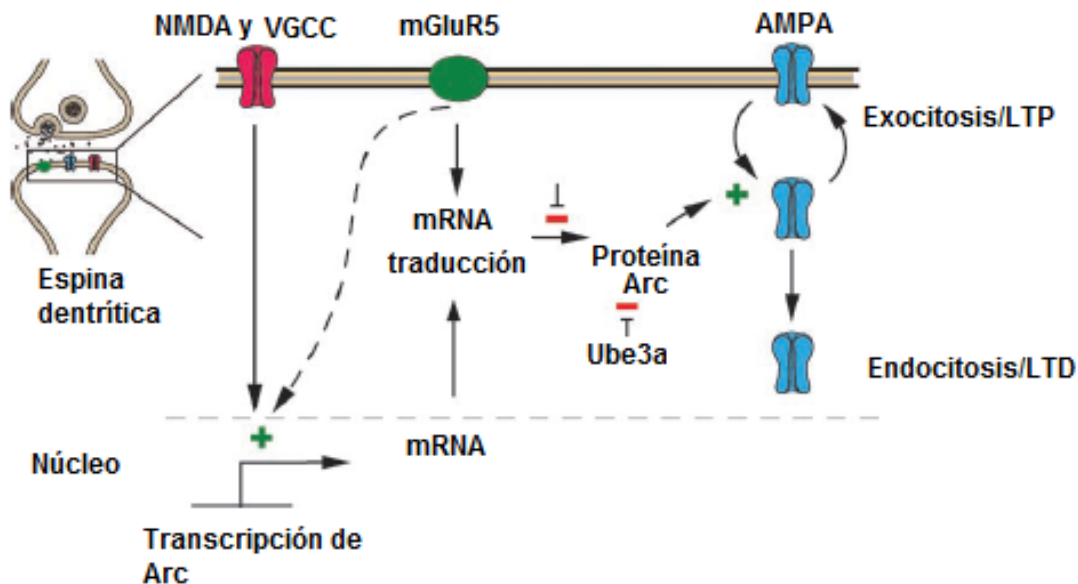 NMDA y VGCC
mGluR5
AMPA
Exocitosis/LTP
mRNA
traducción
Proteína
Arc
Espina
dentrítica
Ube3a
Endocitosis/LTD
mRNA
Núcleo
Transcripción de
Arc